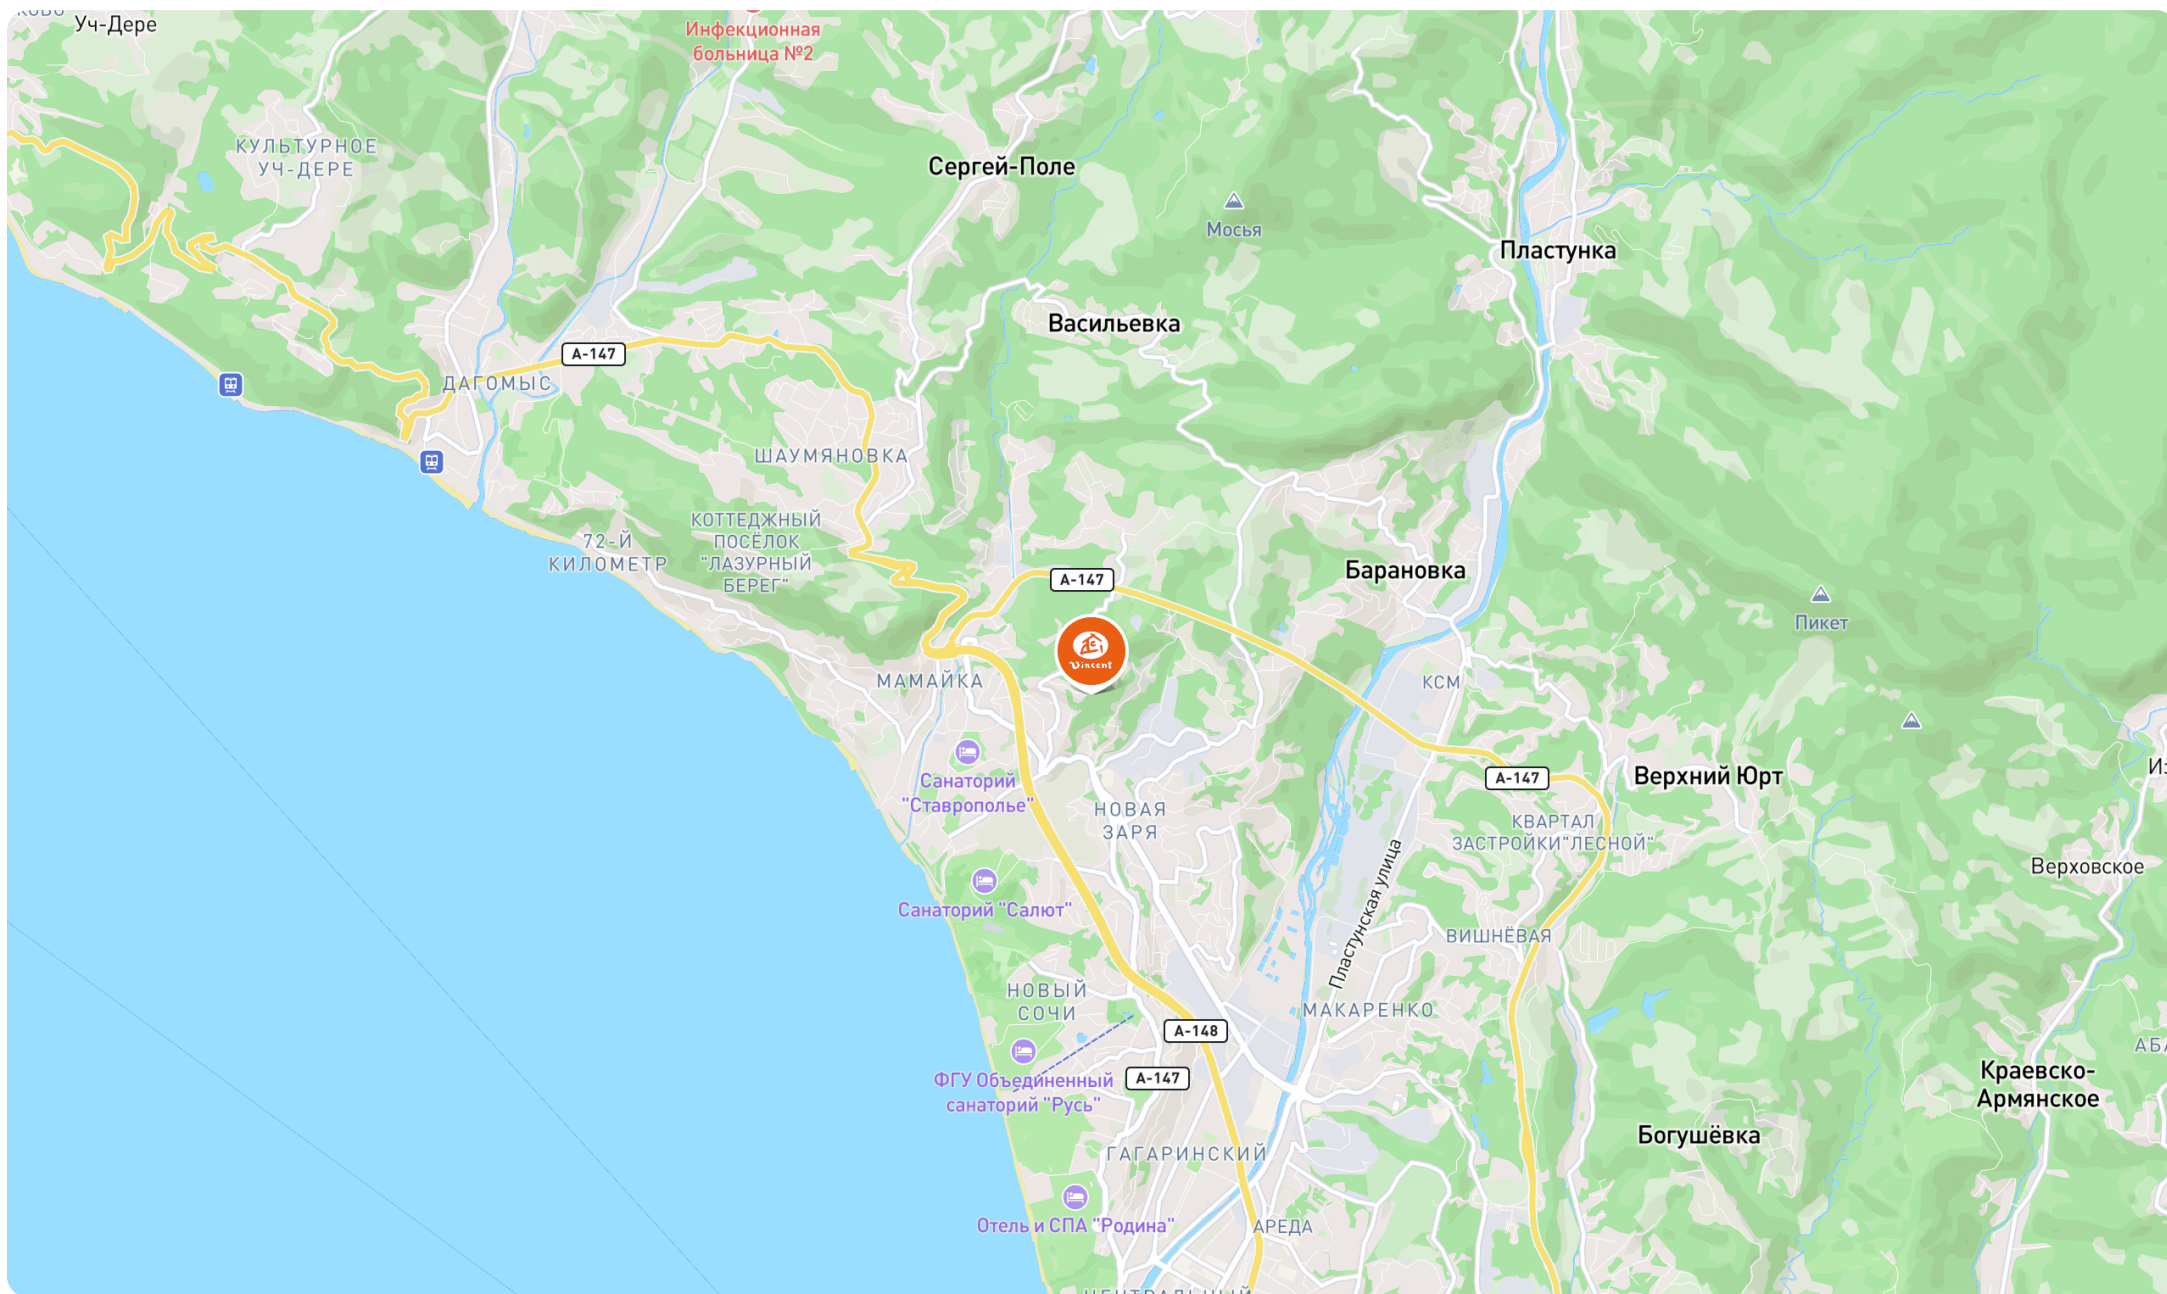 Уч-Дере
Инфекционная
больница №2
КУЛЬТУРНОЕ
УЧ-ДЕРЕ
Сергей-Поле
Мосья
Пластунка
Васильевка
А-147
ДАГОМЫС
ШАУМЯНОВКА
КОТТЕДЖНЫЙ
ПОСЁЛОК
"ЛАЗУРНЫЙ
БЕРЕГ"
72-Й
КИЛОМЕТР
А-147
Барановка
Пикет
Vincent
МАМАЙКА
КСМ
Санаторий
"Ставрополье"
НОВАЯ
ЗАРЯ
А-147
Верхний Юрт
КВАРТАЛ
ЗАСТРОЙКИ"ЛЕСНОЙ"
Верховское
Пластунская улица
Санаторий "Салют"
ВИШНЁВАЯ
НОВЫЙ
СОЧИ
МАКАРЕНКО
А-148
А-147
ФГУ Объединенный
санаторий "Русь"
Краевско-
Армянское
Богушёвка
ГАГАРИНСКИЙ
Отель и СПА "Родина"
АРЕДА